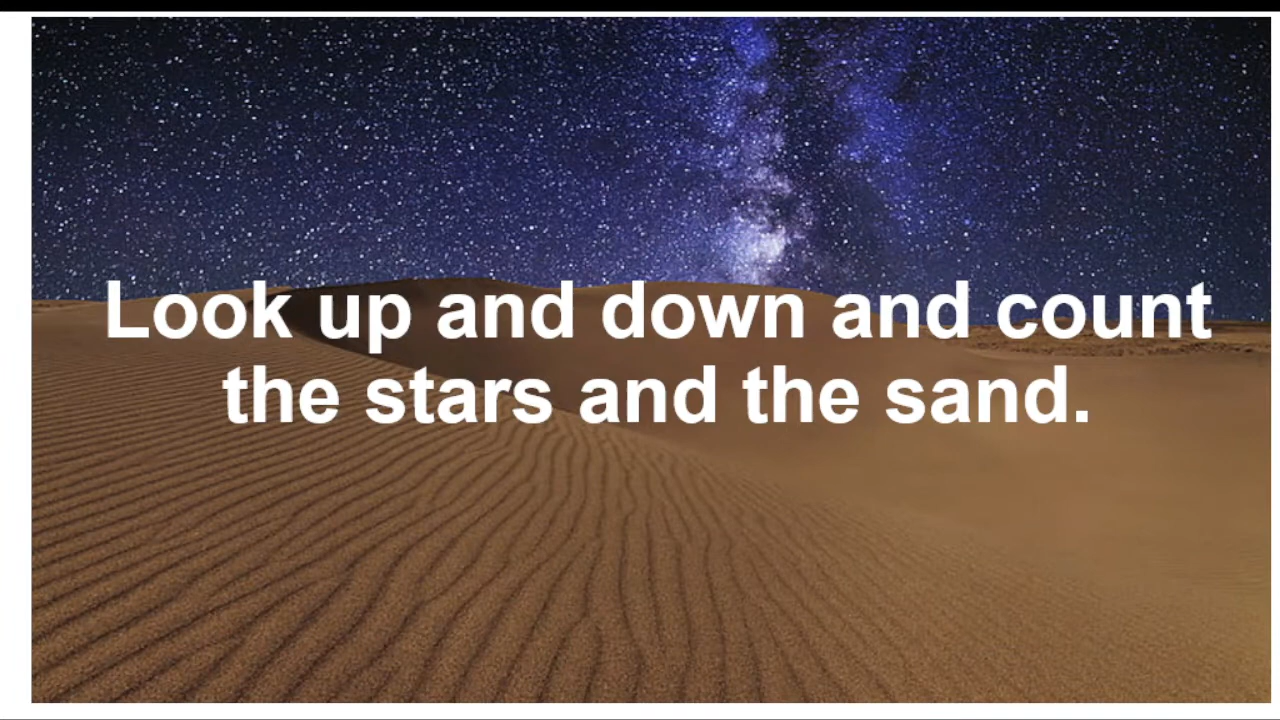 Look up and down and count
the stars and the sand.